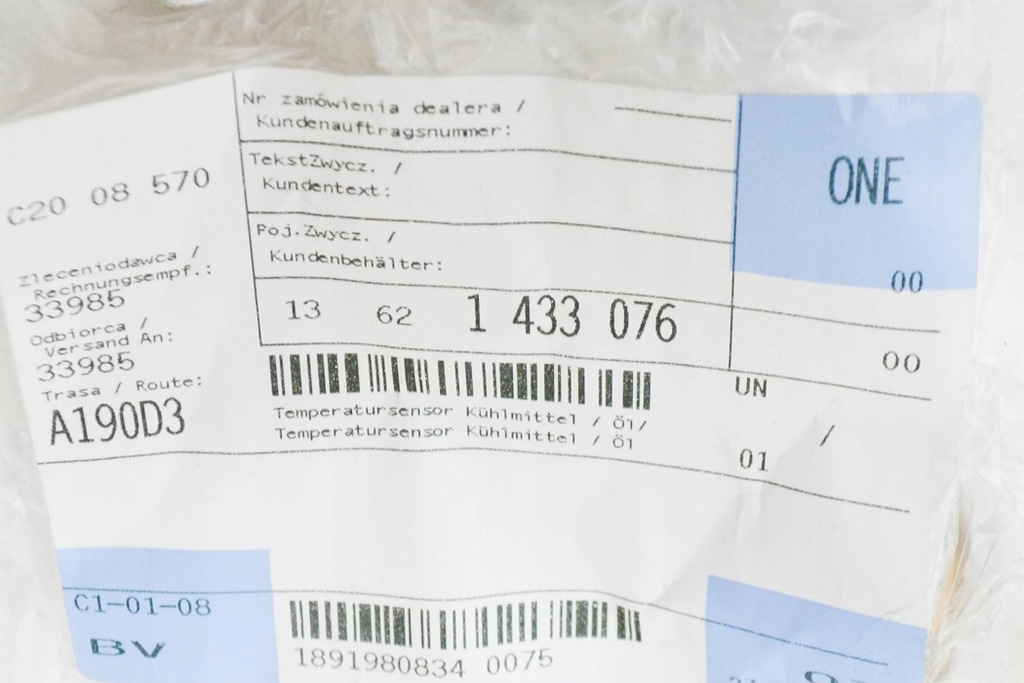 C20 08 570
Zleceniodawca /
Rechnungsempf.:
33985
Odbiorca /
Versand An:
33985
Trasa / Route:
A190D3
Nr zamówienia dealera /
Kundenauftragsnummer:
TekstZwycz. /
Kundentext:
Poj.Zwycz. /
Kundenbehälter:
13 62 1 433 076
Temperatursensor Kühlmittel / Öl/
Temperatursensor Kühlmittel / Öl
ONE
00
00
UN
/
01
C1-01-08
BV
1891980834 0075